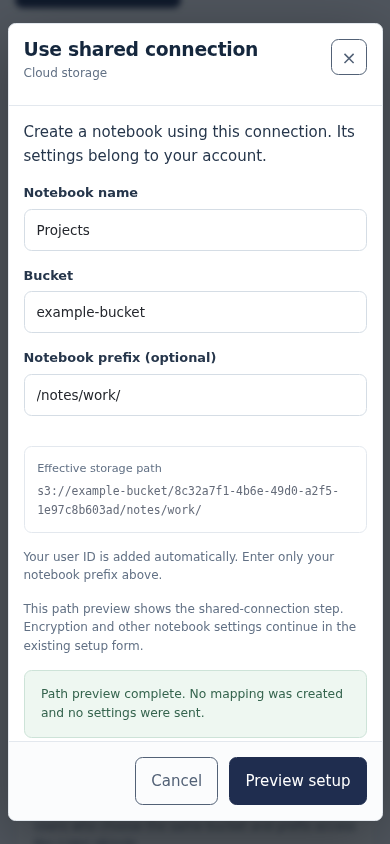 Use shared connection
Cloud storage
×
Create a notebook using this connection. Its
settings belong to your account.
Notebook name
Projects
Bucket
example-bucket
Notebook prefix (optional)
/notes/work/
Effective storage path
s3://example-bucket/8c32a7f1-4b6e-49d0-a2f5-
1e97c8b603ad/notes/work/
Your user ID is added automatically. Enter only your
notebook prefix above.
This path preview shows the shared-connection step.
Encryption and other notebook settings continue in the
existing setup form.
Path preview complete. No mapping was created
and no settings were sent.
Cancel
Preview setup